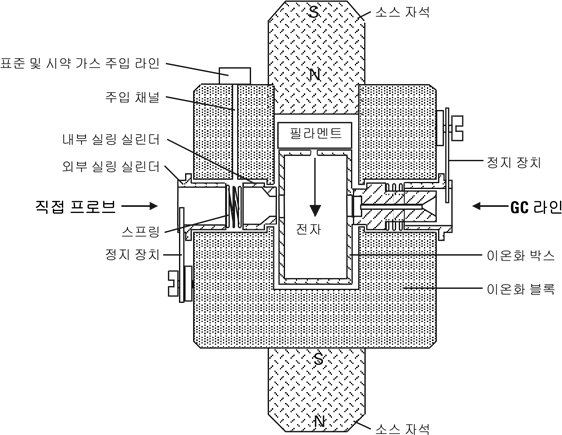 S
소스 자석
N
표준 및 시약 가스 주입 라인
주입 채널
필라멘트
내부 실링 실린더
외부 실링 실린더
정지 장치
직접 프로브
GC 라인
스프링
전자
정지 장치
이온화 박스
이온화 블록
S
N
소스 자석